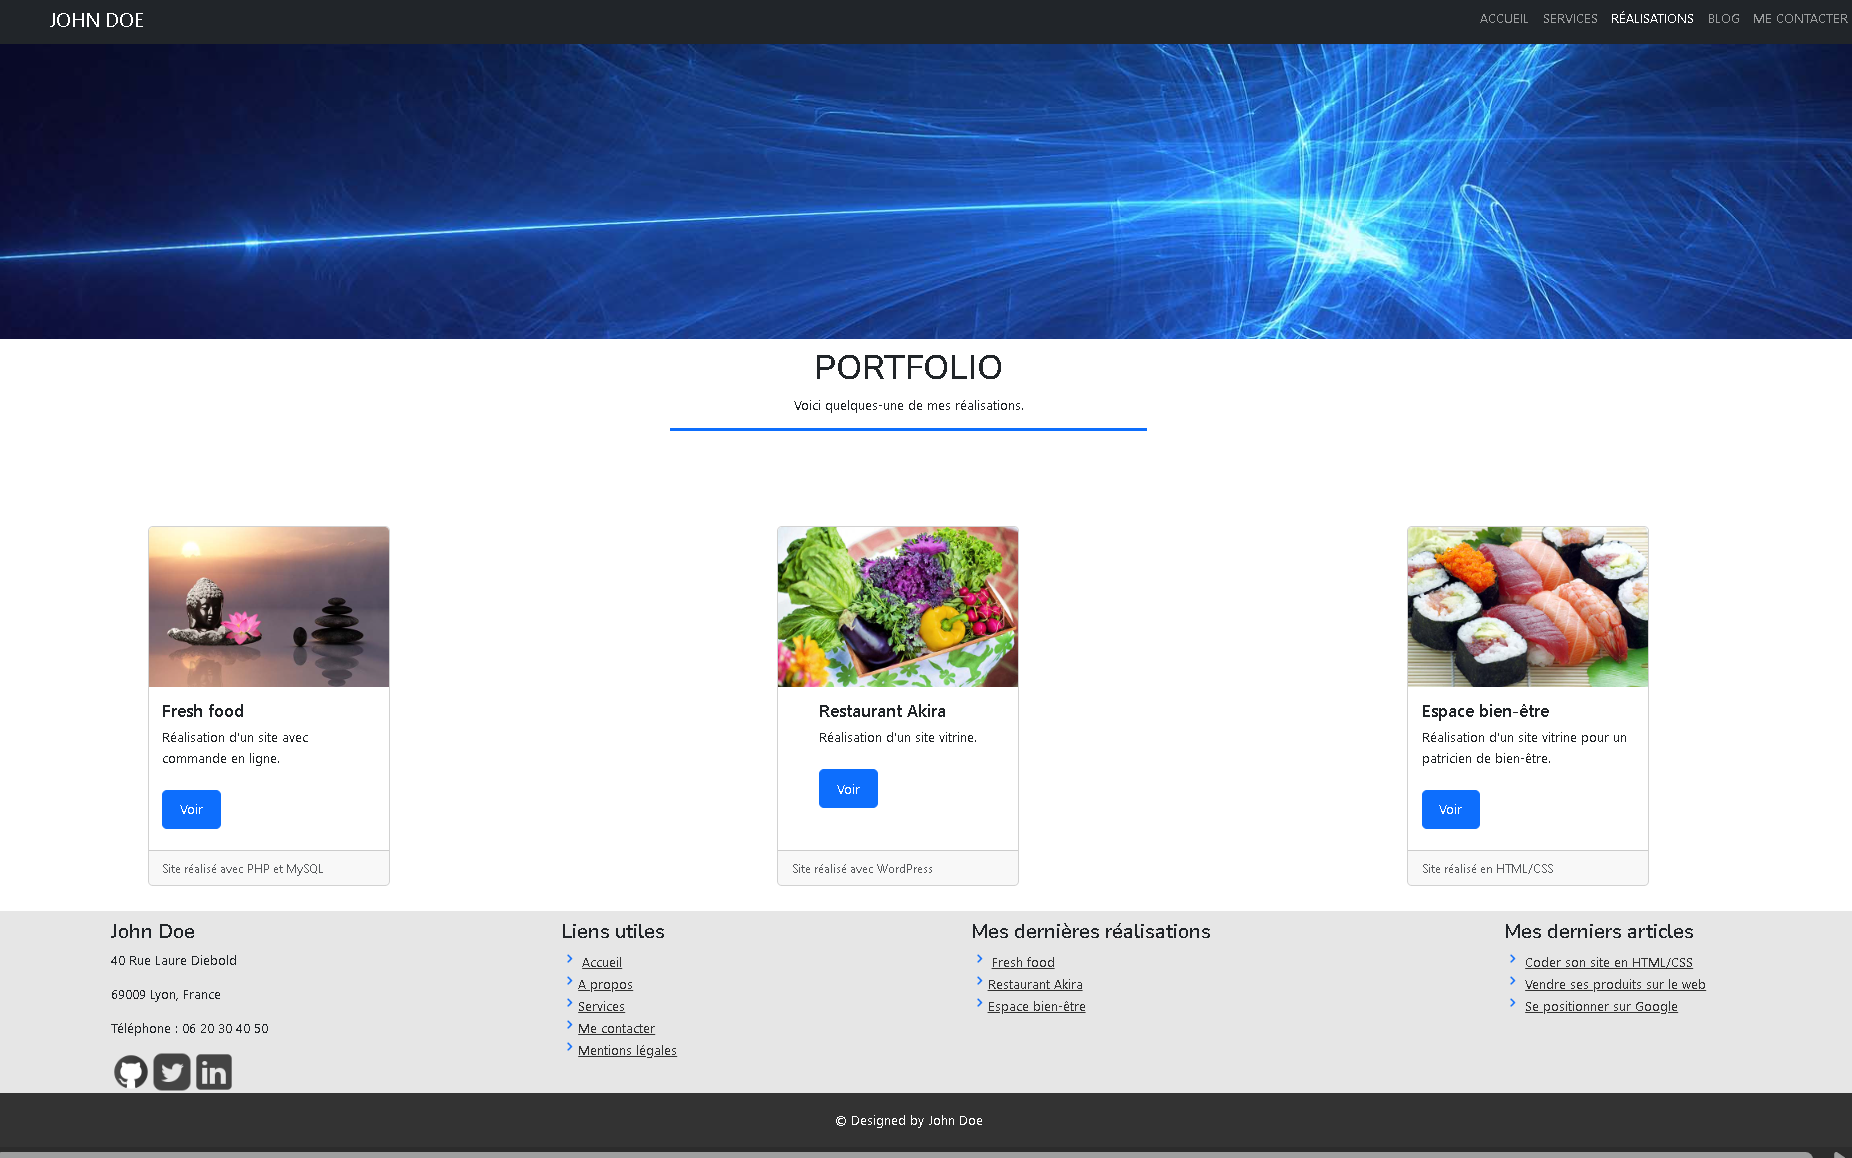 JOHN DOE
ACCUEIL SERVICES RÉALISATIONS BLOG ME CONTACTER
PORTFOLIO
Voici quelques-une de mes réalisations.
Fresh food
Réalisation d'un site avec
commande en ligne.
Voir
Site réalisé avec PHP et MySQL
Restaurant Akira
Réalisation d'un site vitrine.
Voir
Site réalisé avec WordPress
Espace bien-être
Réalisation d'un site vitrine pour un
patricien de bien-être.
Voir
Site réalisé en HTML/CSS
John Doe
40 Rue Laure Diebold
69009 Lyon, France
Téléphone : 06 20 30 40 50
in
Liens utiles
Accueil
A propos
Services
Me contacter
Mentions légales
Mes dernières réalisations
Fresh food
Restaurant Akira
Espace bien-être
Mes derniers articles
Coder son site en HTML/CSS
Vendre ses produits sur le web
Se positionner sur Google
© Designed by John Doe